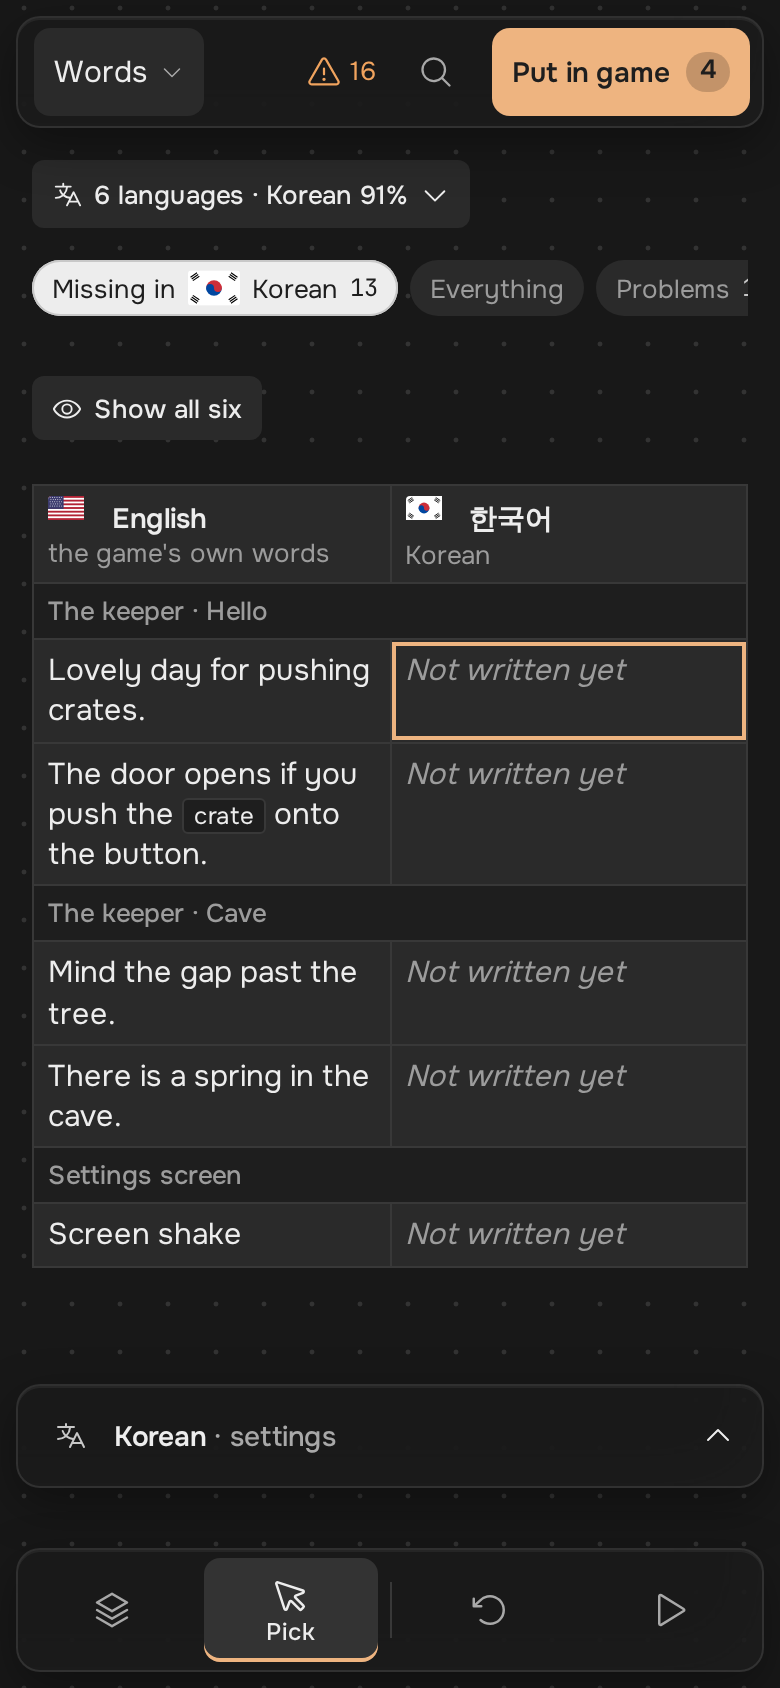 Words
16
Put in game 4
6 languages · Korean 91%
Missing in Korean 13
Everything
Problems
Show all six
English
the game's own words
한국어
Korean
The keeper · Hello
Lovely day for pushing
crates.
Not written yet
The door opens if you
push the crate onto
the button.
Not written yet
The keeper · Cave
Mind the gap past the
tree.
Not written yet
There is a spring in the
cave.
Not written yet
Settings screen
Screen shake
Not written yet
Korean · settings
Pick